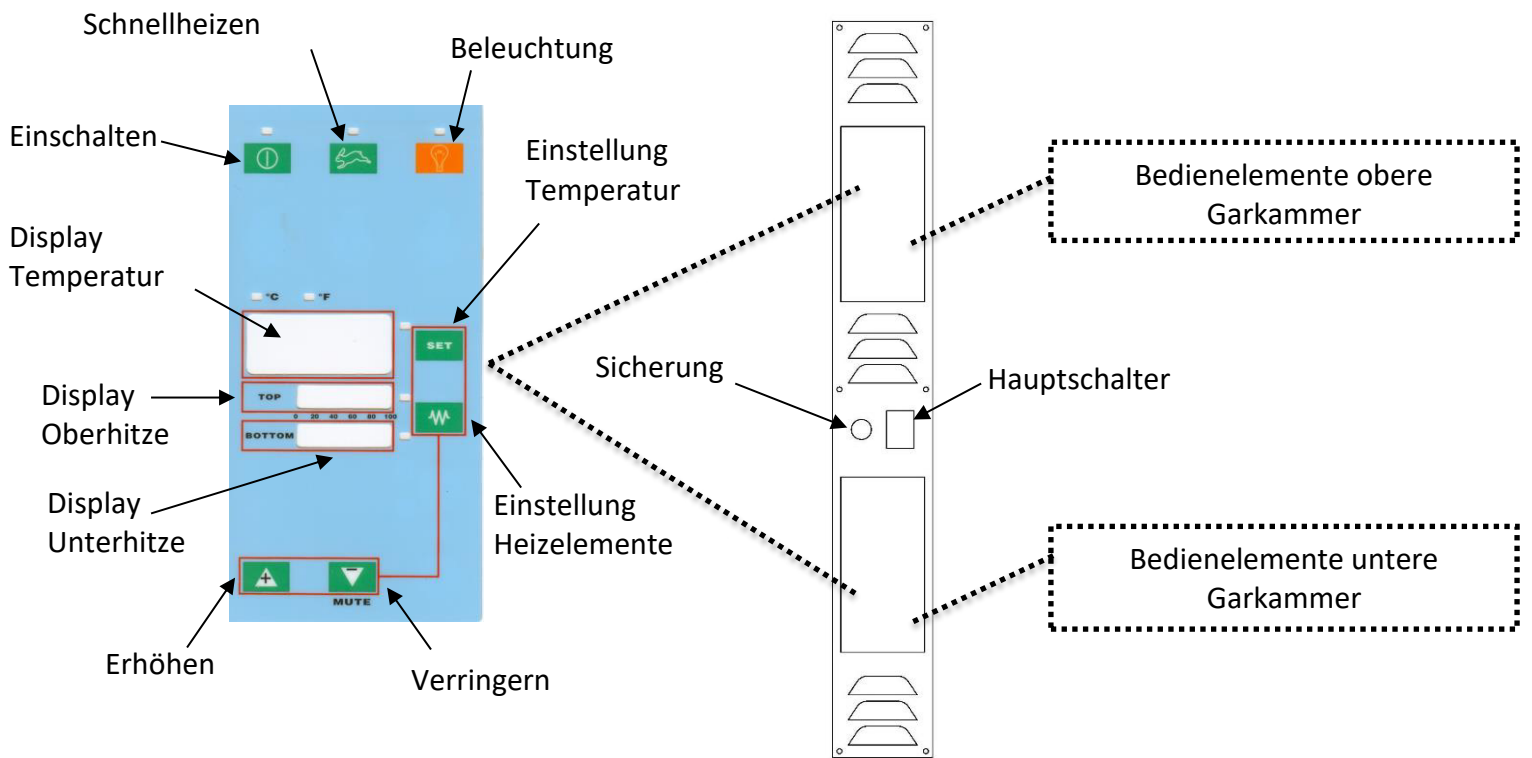 Schnellheizen
Beleuchtung
Einschalten
Einstellung
Temperatur
Display
Temperatur
°C °F
SET
TOP
0 20 40 60 80 100
BOTTOM
Display
Oberhitze
Display
Unterhitze
Einstellung
Heizelemente
MUTE
Erhöhen
Verringern
Sicherung
Hauptschalter
Bedienelemente obere
Garkammer
Bedienelemente untere
Garkammer